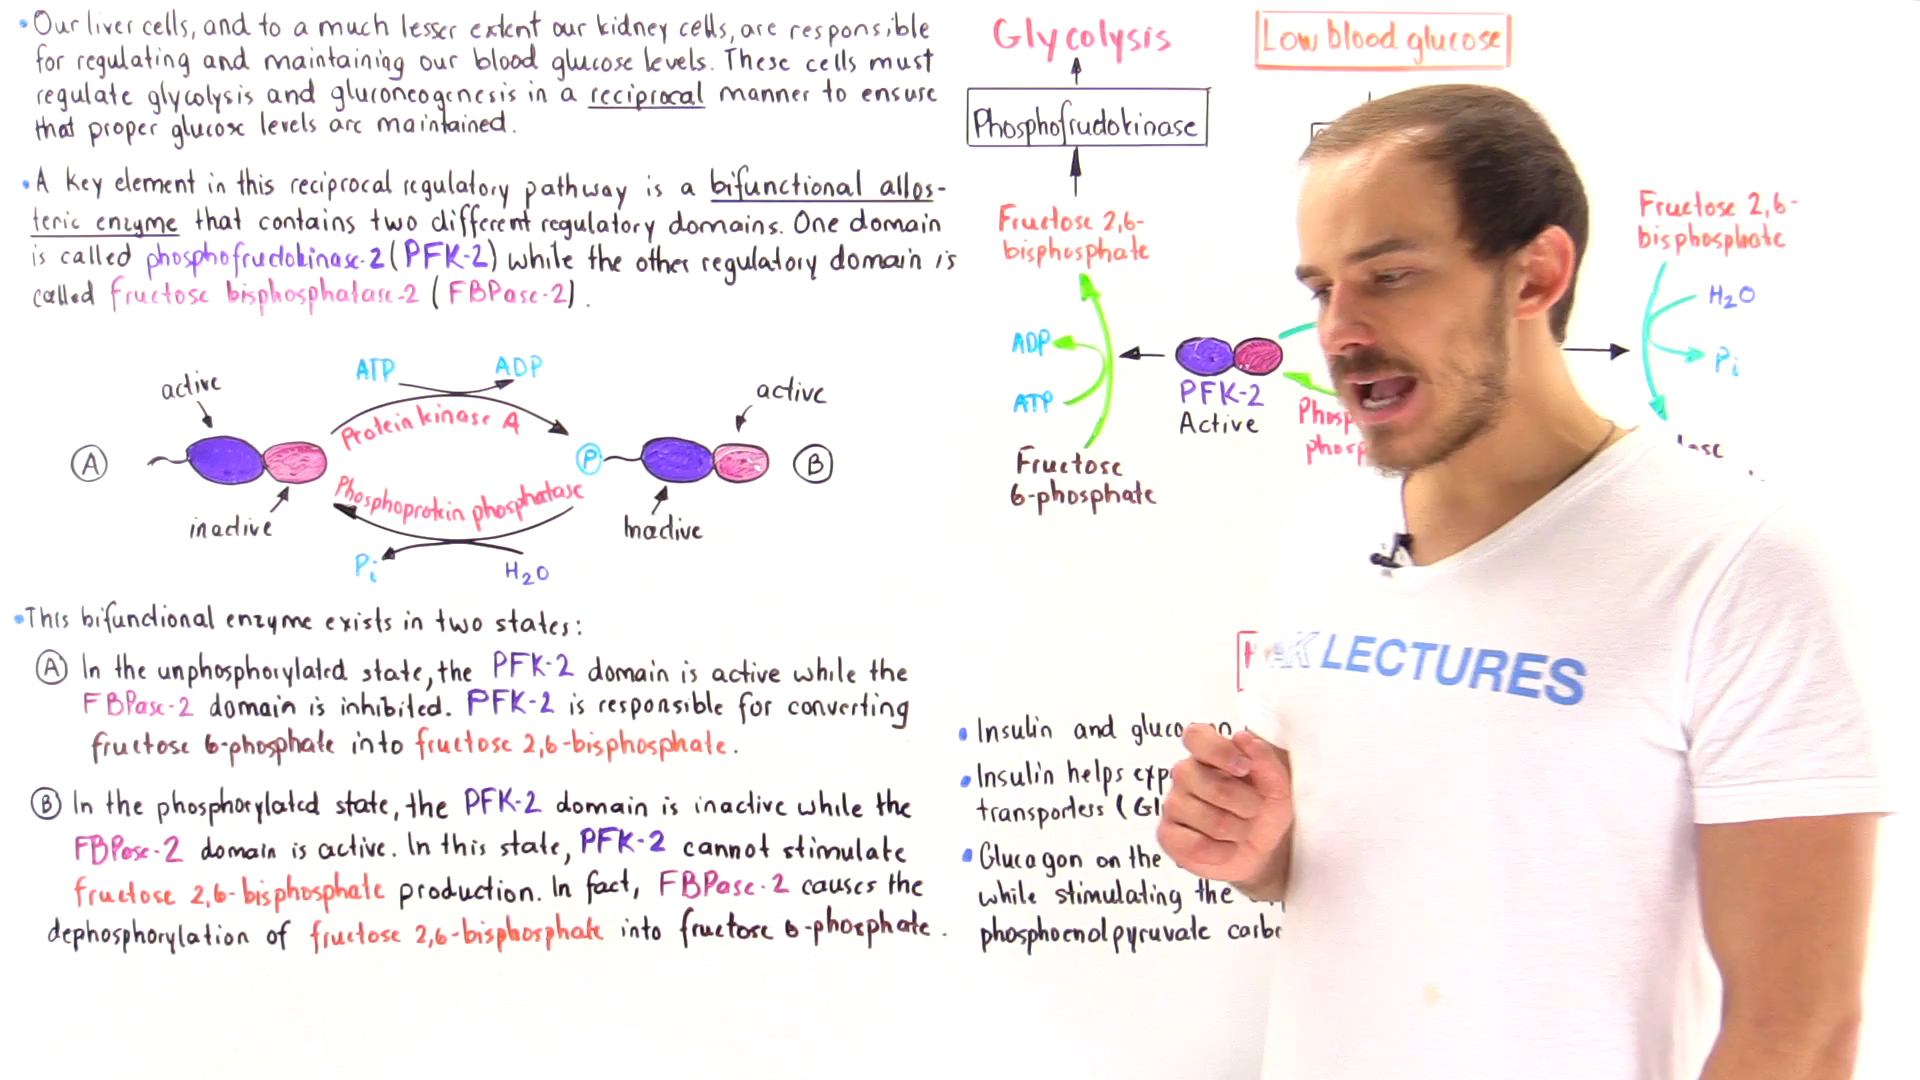 • Our liver cells, and to a much lesser extent our kidney cells, are responsible
for regulating and maintaining our blood glucose levels. These cells must
regulate glycolysis and gluconeogenesis in a reciprocal manner to ensure
that proper glucose levels are maintained.
• A key element in this reciprocal regulatory pathway is a bifunctional allos-
teric enzyme that contains two different regulatory domains. One domain
is called phosphofructokinase-2 (PFK-2) while the other regulatory domain is
called fructose bisphosphatase-2 (FBPase-2).
active
ATP
ADP
active
Protein kinase A
A
P
B
Phosphoprotein phosphatase
inactive
Inactive
Pi
H2O
• This bifunctional enzyme exists in two states:
A In the unphosphorylated state, the PFK-2 domain is active while the
FBPase-2 domain is inhibited. PFK-2 is responsible for converting
fructose 6-phosphate into fructose 2,6-bisphosphate.
B In the phosphorylated state, the PFK-2 domain is inactive while the
FBPase-2 domain is active. In this state, PFK-2 cannot stimulate
fructose 2,6-bisphosphate production. In fact, FBPase-2 causes the
dephosphorylation of fructose 2,6-bisphosphate into fructose 6-phosphate.
Glycolysis
Low blood glucose
Phosphofructokinase
Fructose 2,6-
bisphosphate
Fructose 2,6-
bisphosphate
H2O
Pi
ADP
ATP
PFK-2
Active
Fructose
6-phosphate
AK LECTURES
• Insulin and
• Insulin helps
transporters
• Glucagon on the
while stimulating the
phosphoenolpyruvate